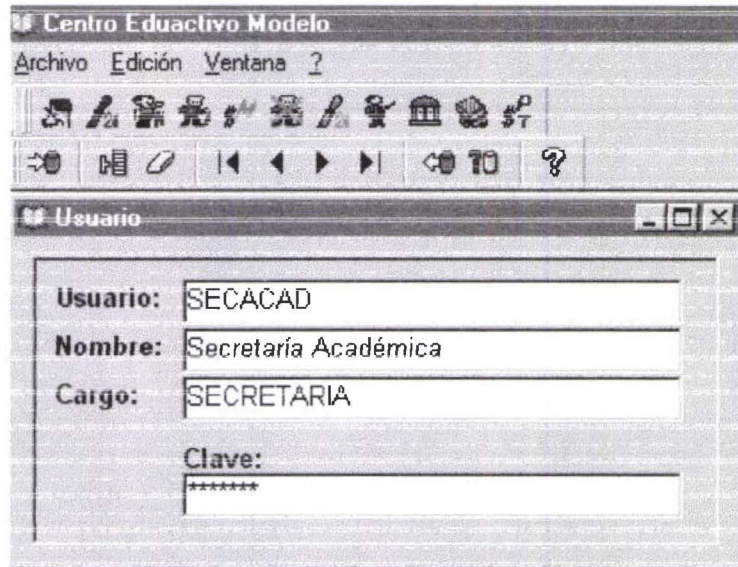 Centro Eduactivo Modelo
Archivo Edición Ventana ?
Usuario
Usuario: SECACAD
Nombre: Secretaría Académica
Cargo: SECRETARIA
Clave:
*******